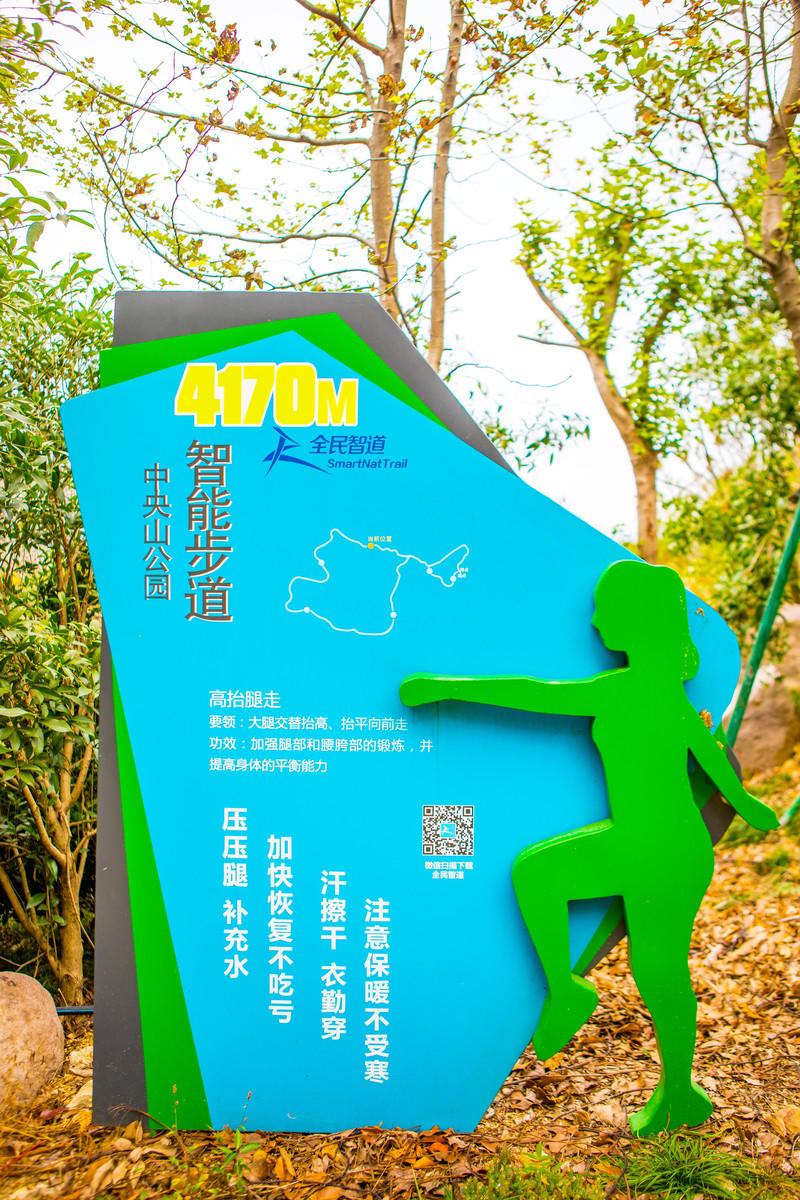 4170M
全民智道
SmartNatTrail
智能步道
中央山公园
当前位置
高抬腿走
要领：大腿交替抬高、抬平向前走
功效：加强腿部和腰胯部的锻炼，并
提高身体的平衡能力
微信扫描下载
全民智道
压压腿 补充水
加快恢复不吃亏
汗擦干 衣勤穿
注意保暖不受寒